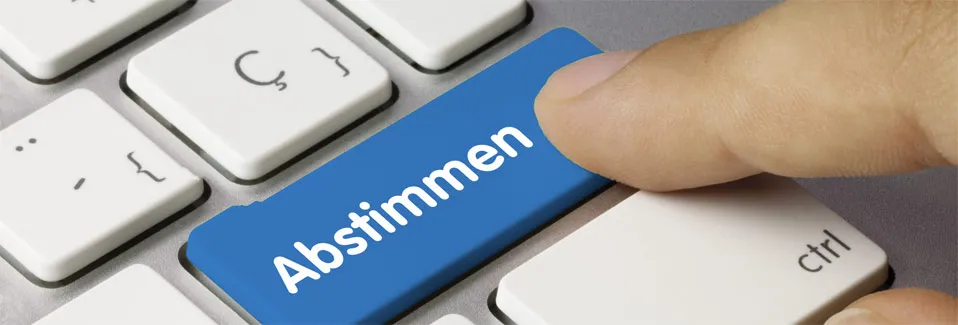 Ç }
¨ ´ {
Abstimmen
ctrl